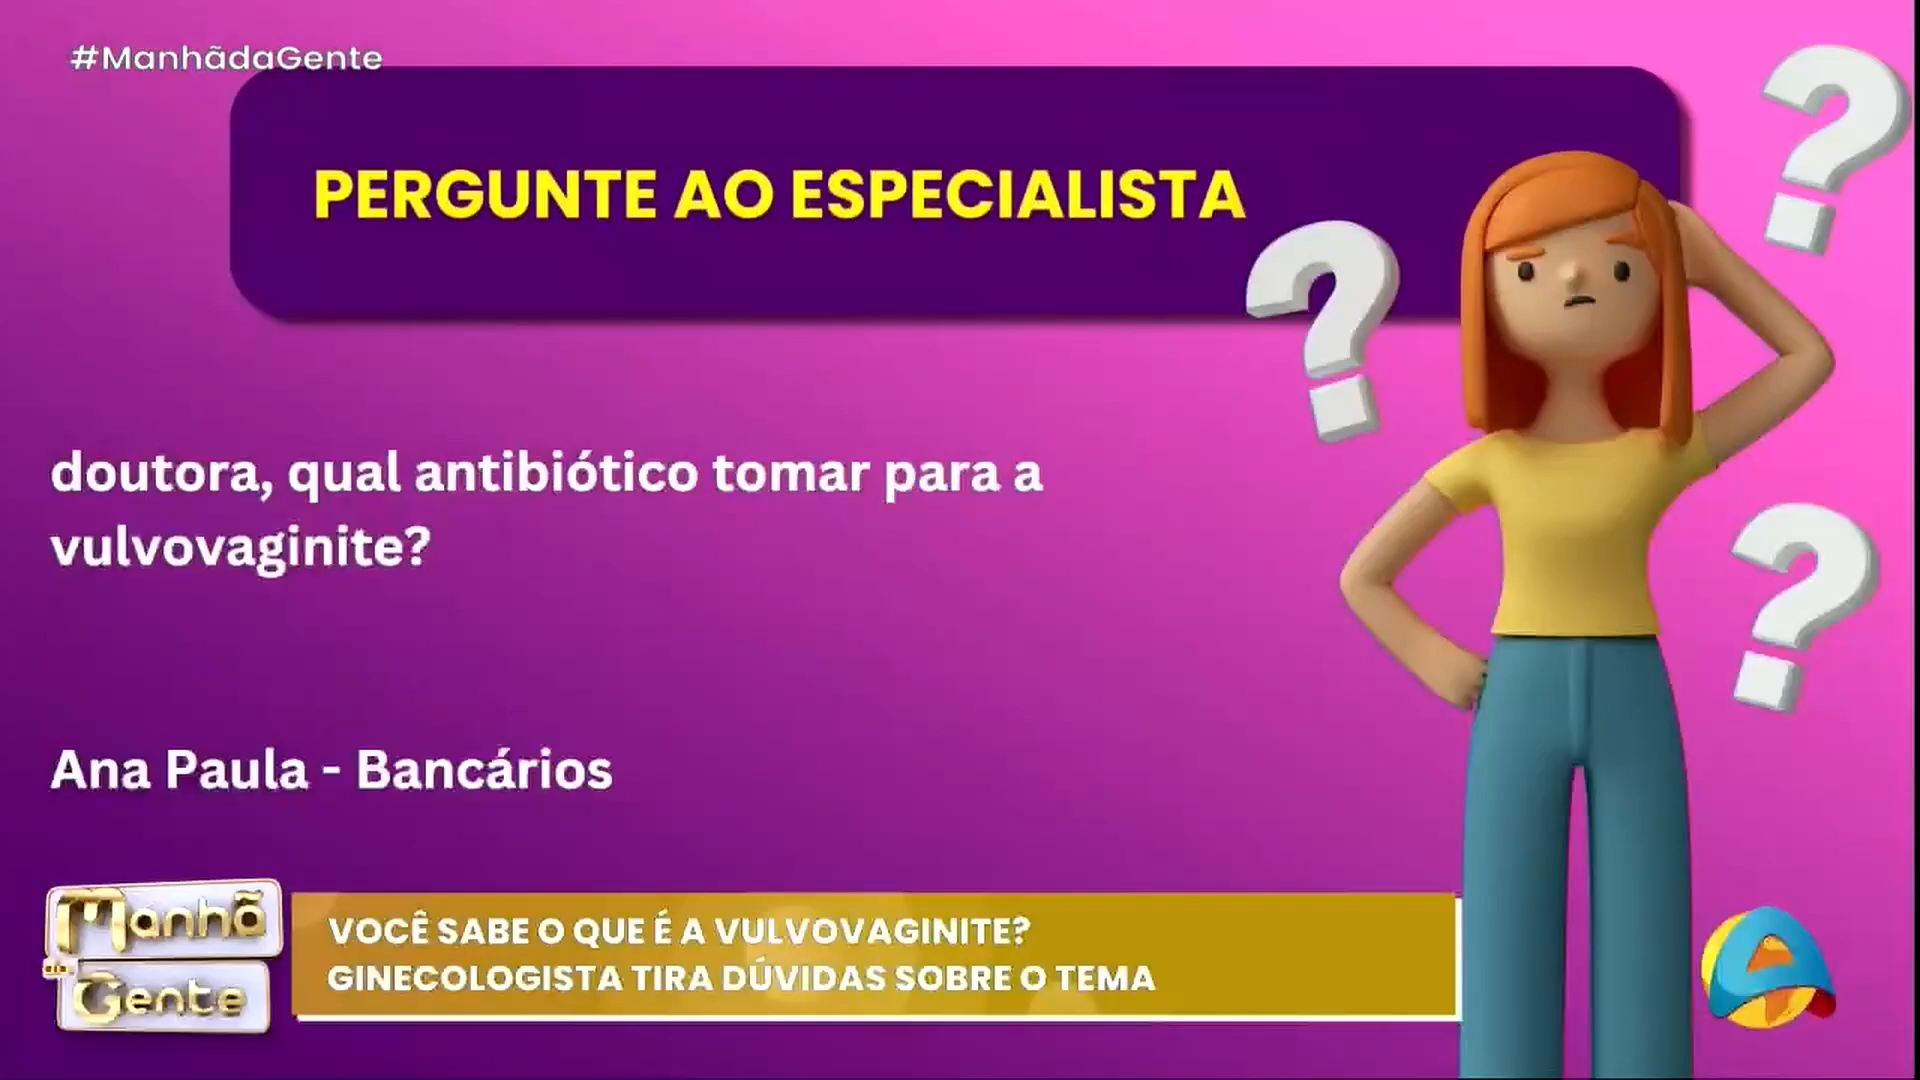 #ManhãdaGente
PERGUNTE AO ESPECIALISTA
doutora, qual antibiótico tomar para a
vulvovaginite?
Ana Paula - Bancários
Manhã
da
Gente
VOCÊ SABE O QUE É A VULVOVAGINITE?
GINECOLOGISTA TIRA DÚVIDAS SOBRE O TEMA